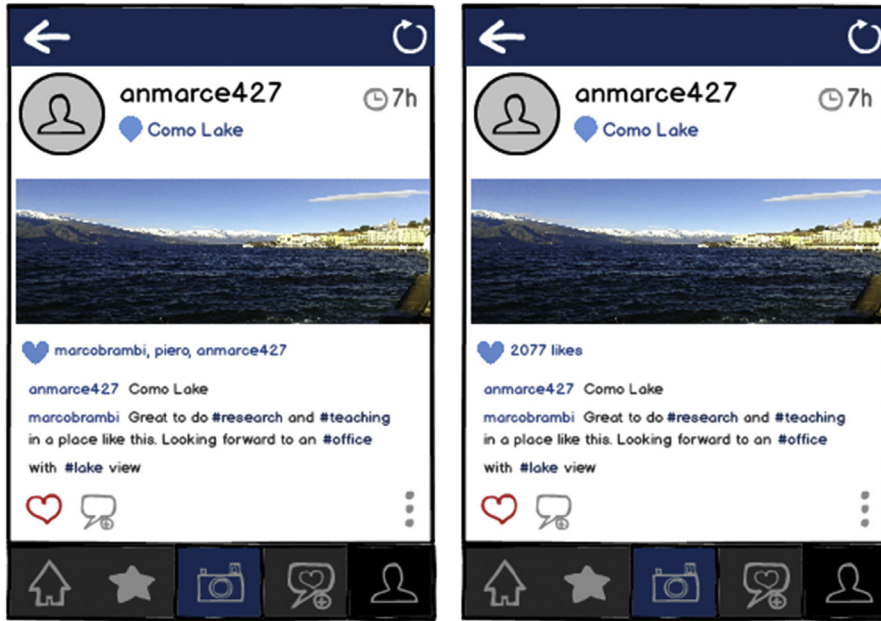 anmarce427
7h
Como Lake
marcobrambi, piero, anmarce427
anmarce427 Como Lake
marcobrambi Great to do #research and #teaching
in a place like this. Looking forward to an #office
with #lake view
anmarce427
7h
Como Lake
2077 likes
anmarce427 Como Lake
marcobrambi Great to do #research and #teaching
in a place like this. Looking forward to an #office
with #lake view